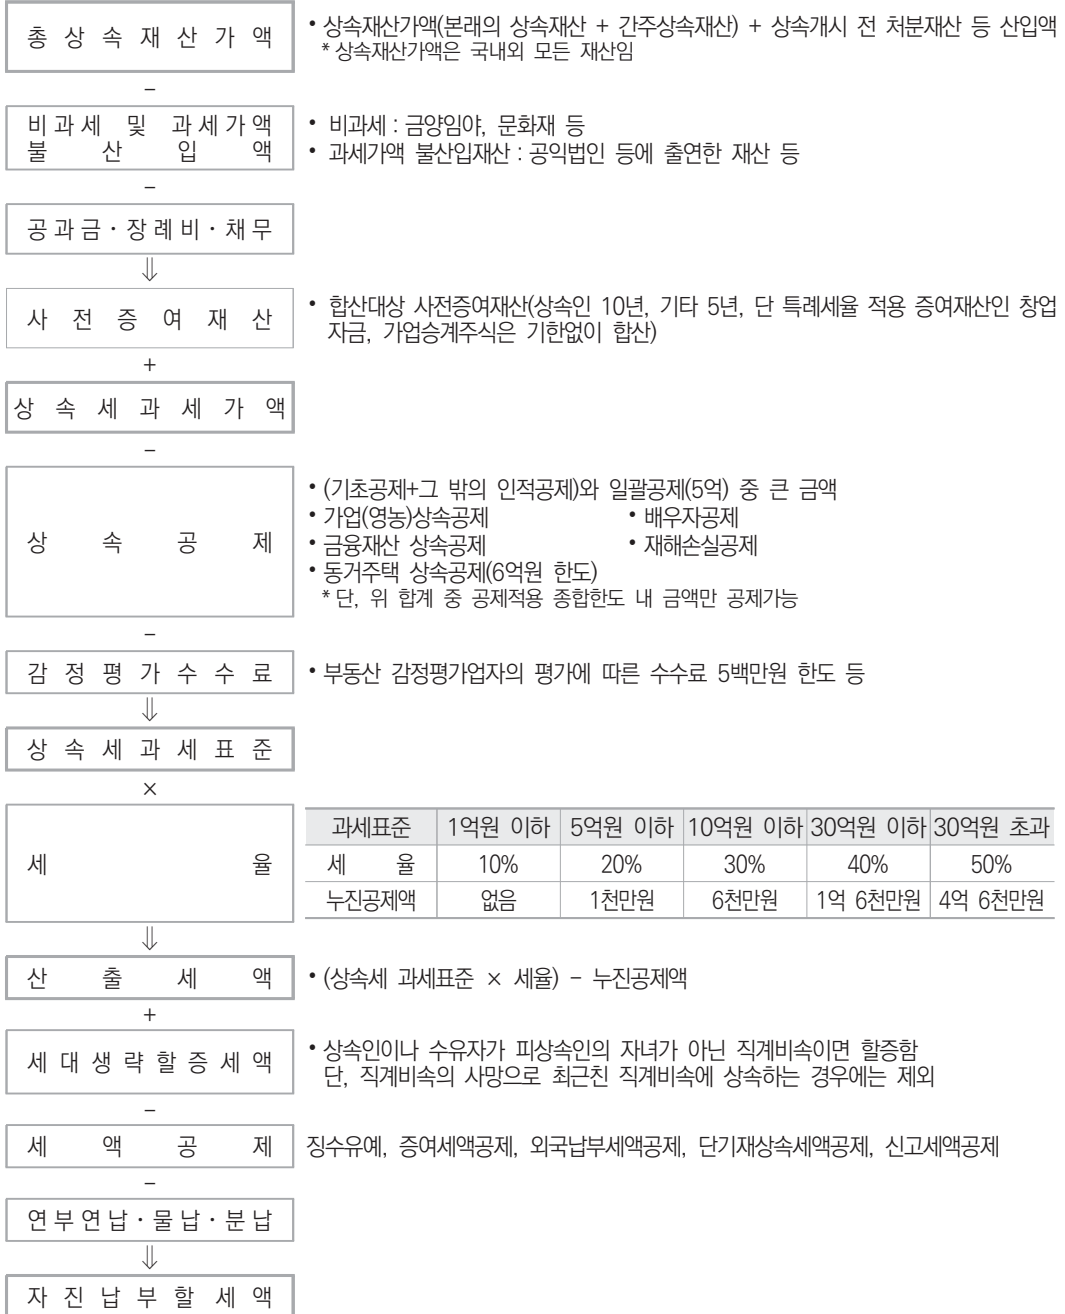 총 상 속 재 산 가 액
• 상속재산가액(본래의 상속재산 + 간주상속재산) + 상속개시 전 처분재산 등 산입액
* 상속재산가액은 국내외 모든 재산임
−
비 과 세 및 과 세 가 액
불 산 입 액
• 비과세 : 금양임야, 문화재 등
• 과세가액 불산입재산 : 공익법인 등에 출연한 재산 등
−
공 과 금 · 장 례 비 · 채 무
⇓
사 전 증 여 재 산
• 합산대상 사전증여재산(상속인 10년, 기타 5년, 단 특례세율 적용 증여재산인 창업
자금, 가업승계주식은 기한없이 합산)
+
상 속 세 과 세 가 액
−
상 속 공 제
• (기초공제+그 밖의 인적공제)와 일괄공제(5억) 중 큰 금액
• 가업(영농)상속공제 • 배우자공제
• 금융재산 상속공제 • 재해손실공제
• 동거주택 상속공제(6억원 한도)
* 단, 위 합계 중 공제적용 종합한도 내 금액만 공제가능
−
감 정 평 가 수 수 료
• 부동산 감정평가업자의 평가에 따른 수수료 5백만원 한도 등
⇓
상 속 세 과 세 표 준
×
세 율
과세표준 1억원 이하 5억원 이하 10억원 이하 30억원 이하 30억원 초과
세 율 10% 20% 30% 40% 50%
누진공제액 없음 1천만원 6천만원 1억 6천만원 4억 6천만원
⇓
산 출 세 액
• (상속세 과세표준 × 세율) − 누진공제액
+
세 대 생 략 할 증 세 액
• 상속인이나 수유자가 피상속인의 자녀가 아닌 직계비속이면 할증함
단, 직계비속의 사망으로 최근친 직계비속에 상속하는 경우에는 제외
−
세 액 공 제
징수유예, 증여세액공제, 외국납부세액공제, 단기재상속세액공제, 신고세액공제
−
연 부 연 납 · 물 납 · 분 납
⇓
자 진 납 부 할 세 액